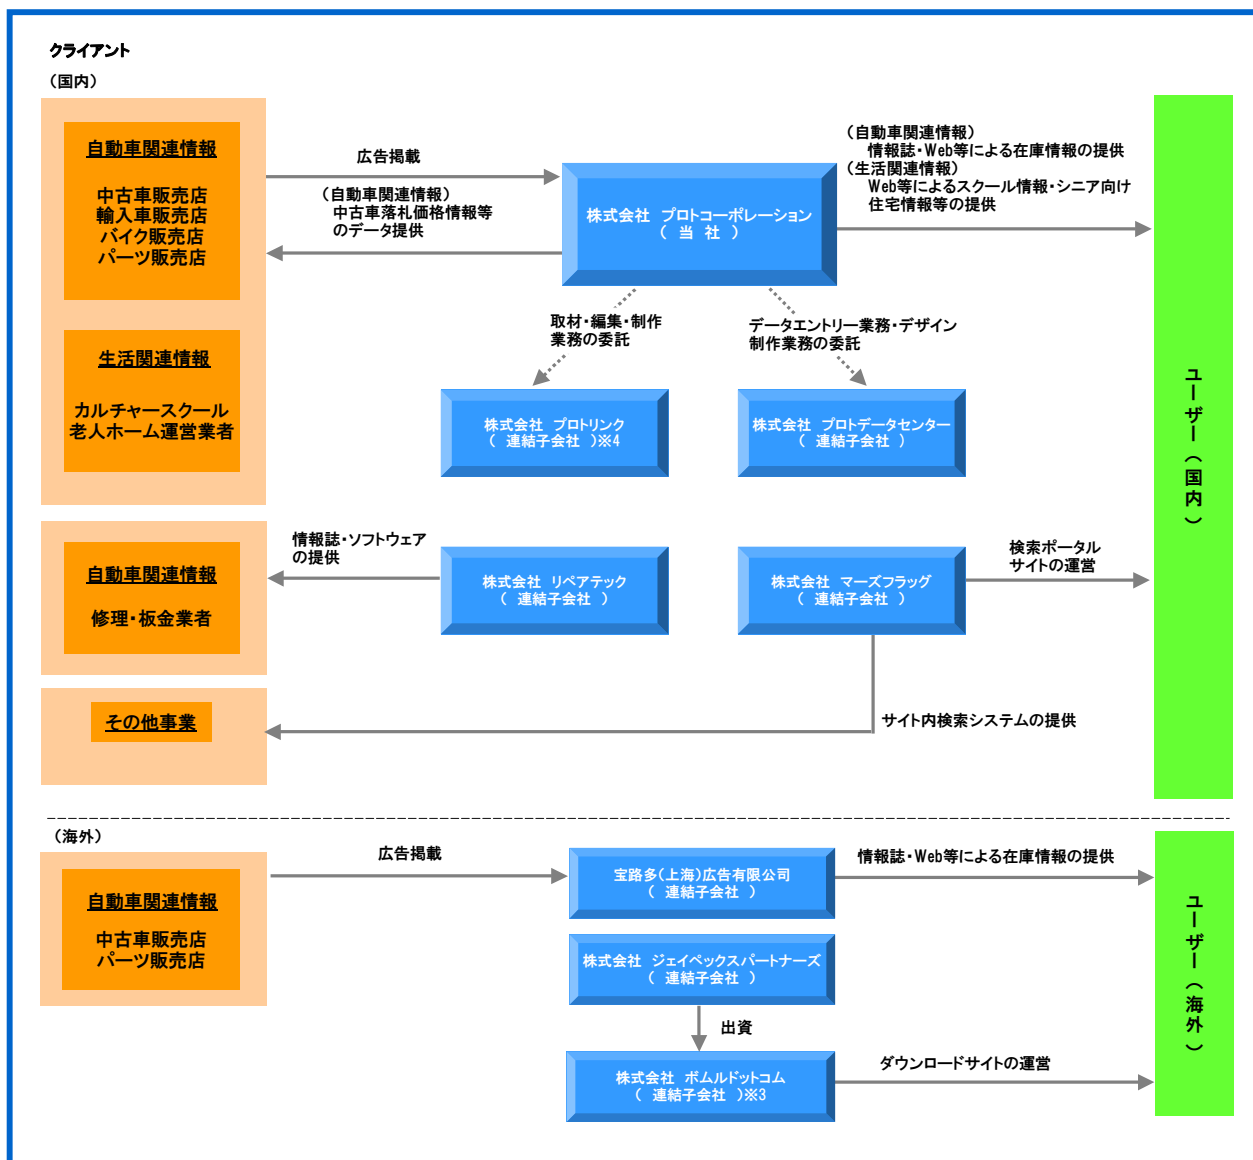 クライアント
（国内）
自動車関連情報
中古車販売店
輸入車販売店
バイク販売店
パーツ販売店
生活関連情報
カルチャースクール
老人ホーム運営業者
広告掲載
（自動車関連情報）
中古車落札価格情報等
のデータ提供
株式会社　プロトコーポレーション
（　当　社　）
（自動車関連情報）
情報誌・Web等による在庫情報の提供
（生活関連情報）
Web等によるスクール情報・シニア向け
住宅情報等の提供
取材・編集・制作
業務の委託
データエントリー業務・デザイン
制作業務の委託
株式会社　プロトリンク
（　連結子会社　）※4
株式会社　プロトデータセンター
（　連結子会社　）
ユーザー（国内）
自動車関連情報
修理・板金業者
情報誌・ソフトウェア
の提供
株式会社　リペアテック
（　連結子会社　）
株式会社　マーズフラッグ
（　連結子会社　）
検索ポータル
サイトの運営
その他事業
サイト内検索システムの提供
（海外）
自動車関連情報
中古車販売店
パーツ販売店
広告掲載
宝路多（上海）広告有限公司
（　連結子会社　）
情報誌・Web等による在庫情報の提供
株式会社　ジェイペックスパートナーズ
（　連結子会社　）
出資
株式会社　ボムルドットコム
（　連結子会社　）※3
ダウンロードサイトの運営
ユーザー（海外）